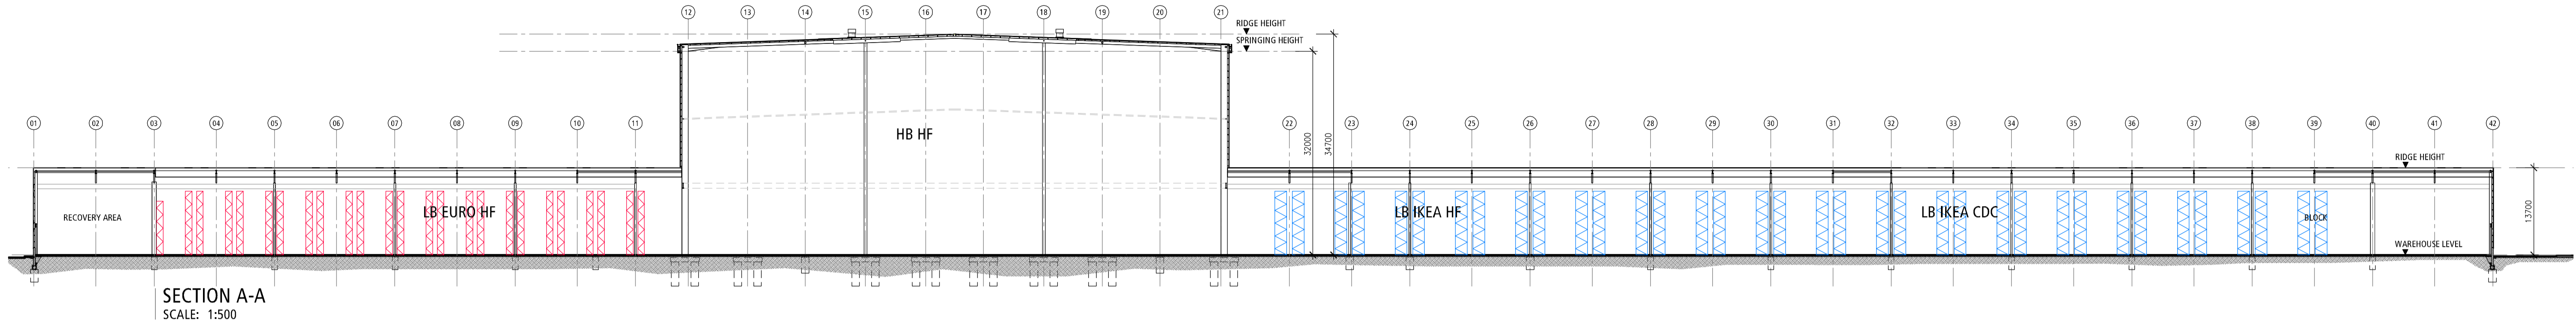 12 13 14 15 16 17 18 19 20 21
RIDGE HEIGHT
SPRINGING HEIGHT
01 02 03 04 05 06 07 08 09 10 11
HB HF
32000
34700
22 23 24 25 26 27 28 29 30 31 32 33 34 35 36 37 38 39 40 41 42
RIDGE HEIGHT
RECOVERY AREA
LB EURO HF
LB IKEA HF
LB IKEA CDC
BLOCK
13700
WAREHOUSE LEVEL
SECTION A-A
SCALE: 1:500